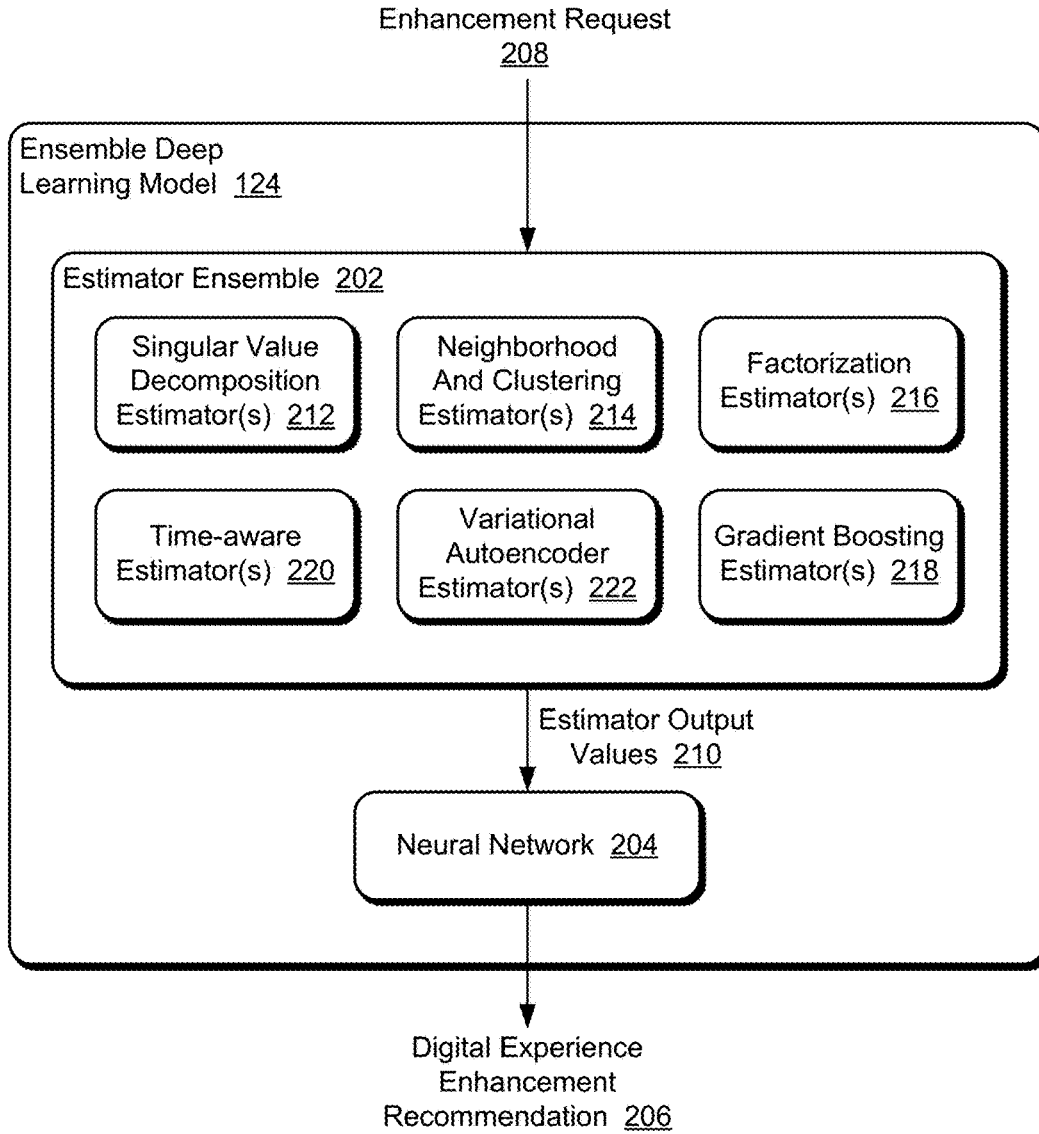 Enhancement Request
208
Ensemble Deep
Learning Model 124
Estimator Ensemble 202
Singular Value
Decomposition
Estimator(s) 212
Neighborhood
And Clustering
Estimator(s) 214
Factorization
Estimator(s) 216
Time-aware
Estimator(s) 220
Variational
Autoencoder
Estimator(s) 222
Gradient Boosting
Estimator(s) 218
Estimator Output
Values 210
Neural Network 204
Digital Experience
Enhancement
Recommendation 206